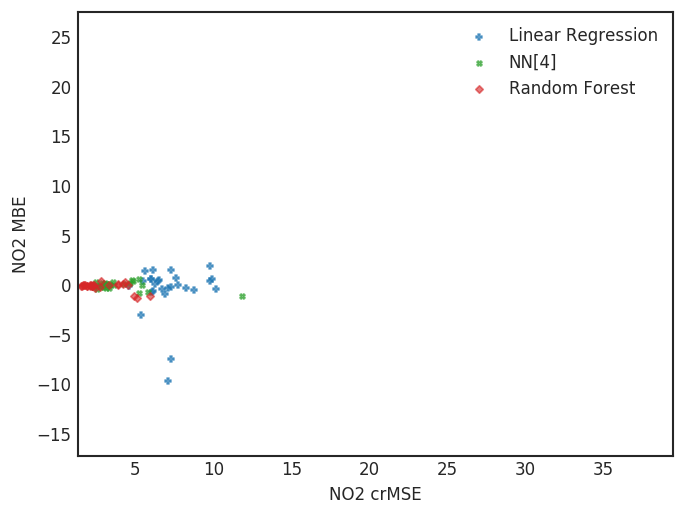 Linear Regression
NN[4]
Random Forest
25
20
15
10
5
0
−5
−10
−15
NO2 MBE
5 10 15 20 25 30 35
NO2 crMSE